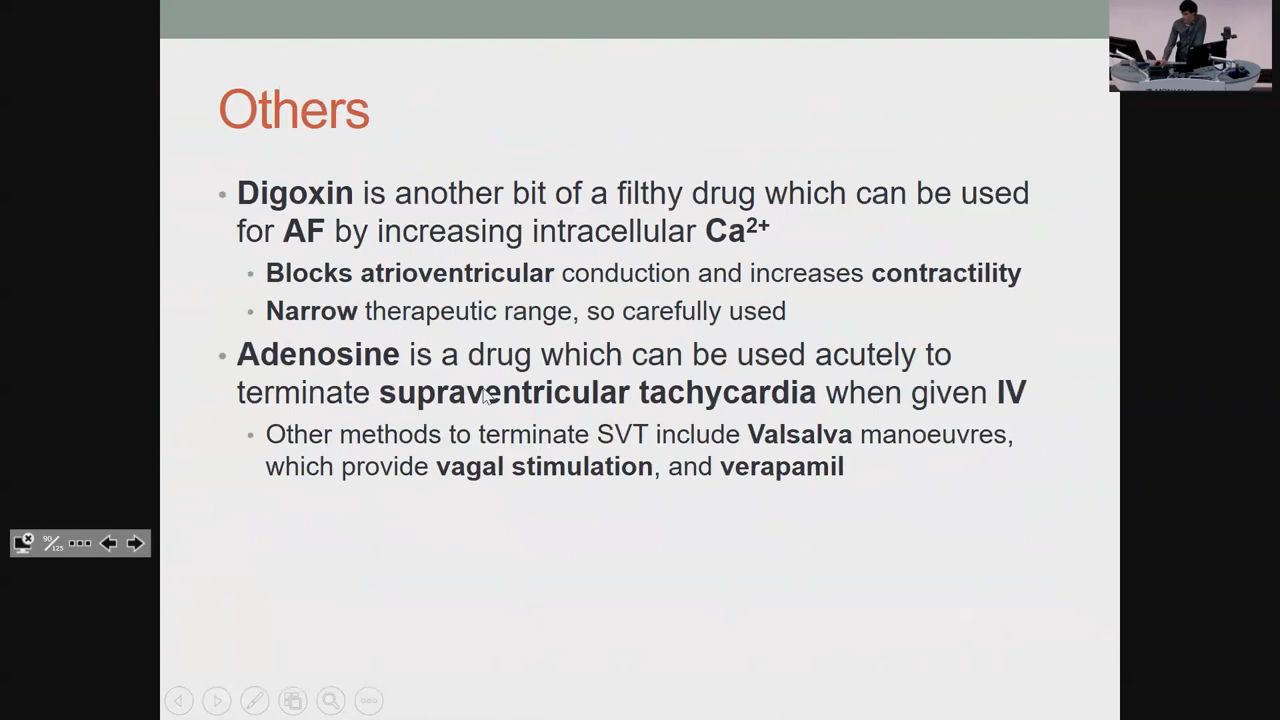 Others
Digoxin is another bit of a filthy drug which can be used
for AF by increasing intracellular Ca²⁺
Blocks atrioventricular conduction and increases contractility
Narrow therapeutic range, so carefully used
Adenosine is a drug which can be used acutely to
terminate supraventricular tachycardia when given IV
Other methods to terminate SVT include Valsalva manoeuvres,
which provide vagal stimulation, and verapamil
90/125